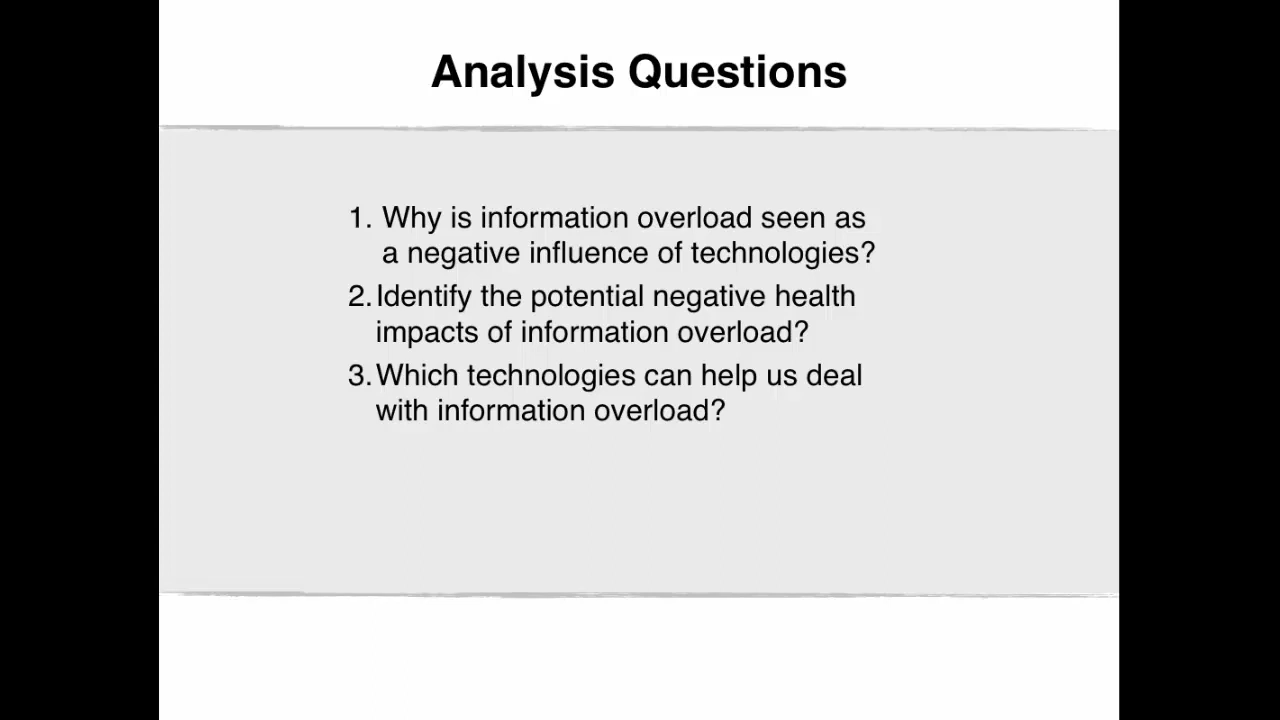 Analysis Questions
1. Why is information overload seen as
a negative influence of technologies?
2. Identify the potential negative health
impacts of information overload?
3. Which technologies can help us deal
with information overload?